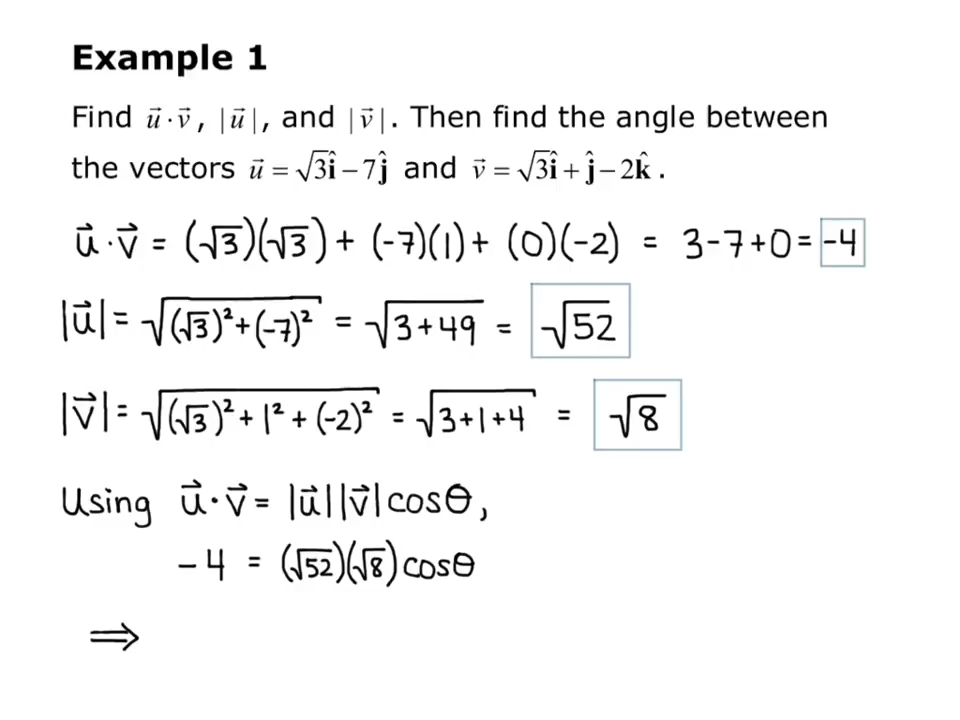 Example 1
Find u⃗ · v⃗ , |u⃗ |, and |v⃗ |. Then find the angle between
the vectors u⃗ = √3î − 7ĵ and v⃗ = √3î + ĵ − 2k̂ .
u⃗ · v⃗ = (√3)(√3) + (-7)(1) + (0)(-2) = 3 - 7 + 0 = -4
|u⃗| = √((√3)² + (-7)²) = √(3 + 49) = √52
|v⃗| = √((√3)² + 1² + (-2)²) = √(3 + 1 + 4) = √8
Using u⃗ · v⃗ = |u⃗||v⃗| cosθ,
-4 = (√52)(√8) cosθ
⟹